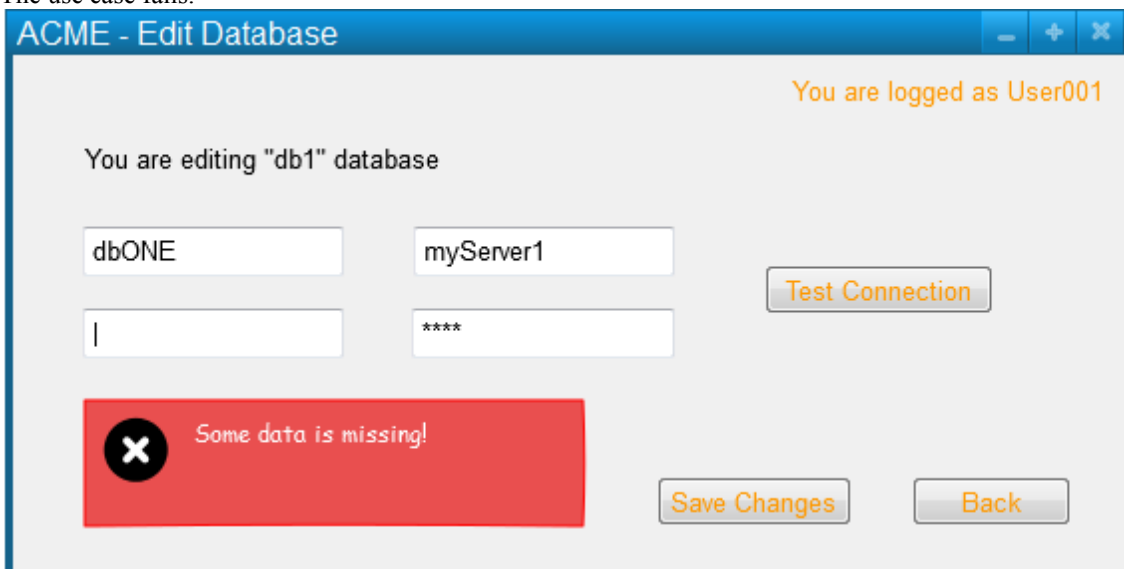 The use case fails.
ACME - Edit Database
You are logged as User001
You are editing "db1" database
dbONE myServer1
Test Connection
****
Some data is missing!
Save Changes Back